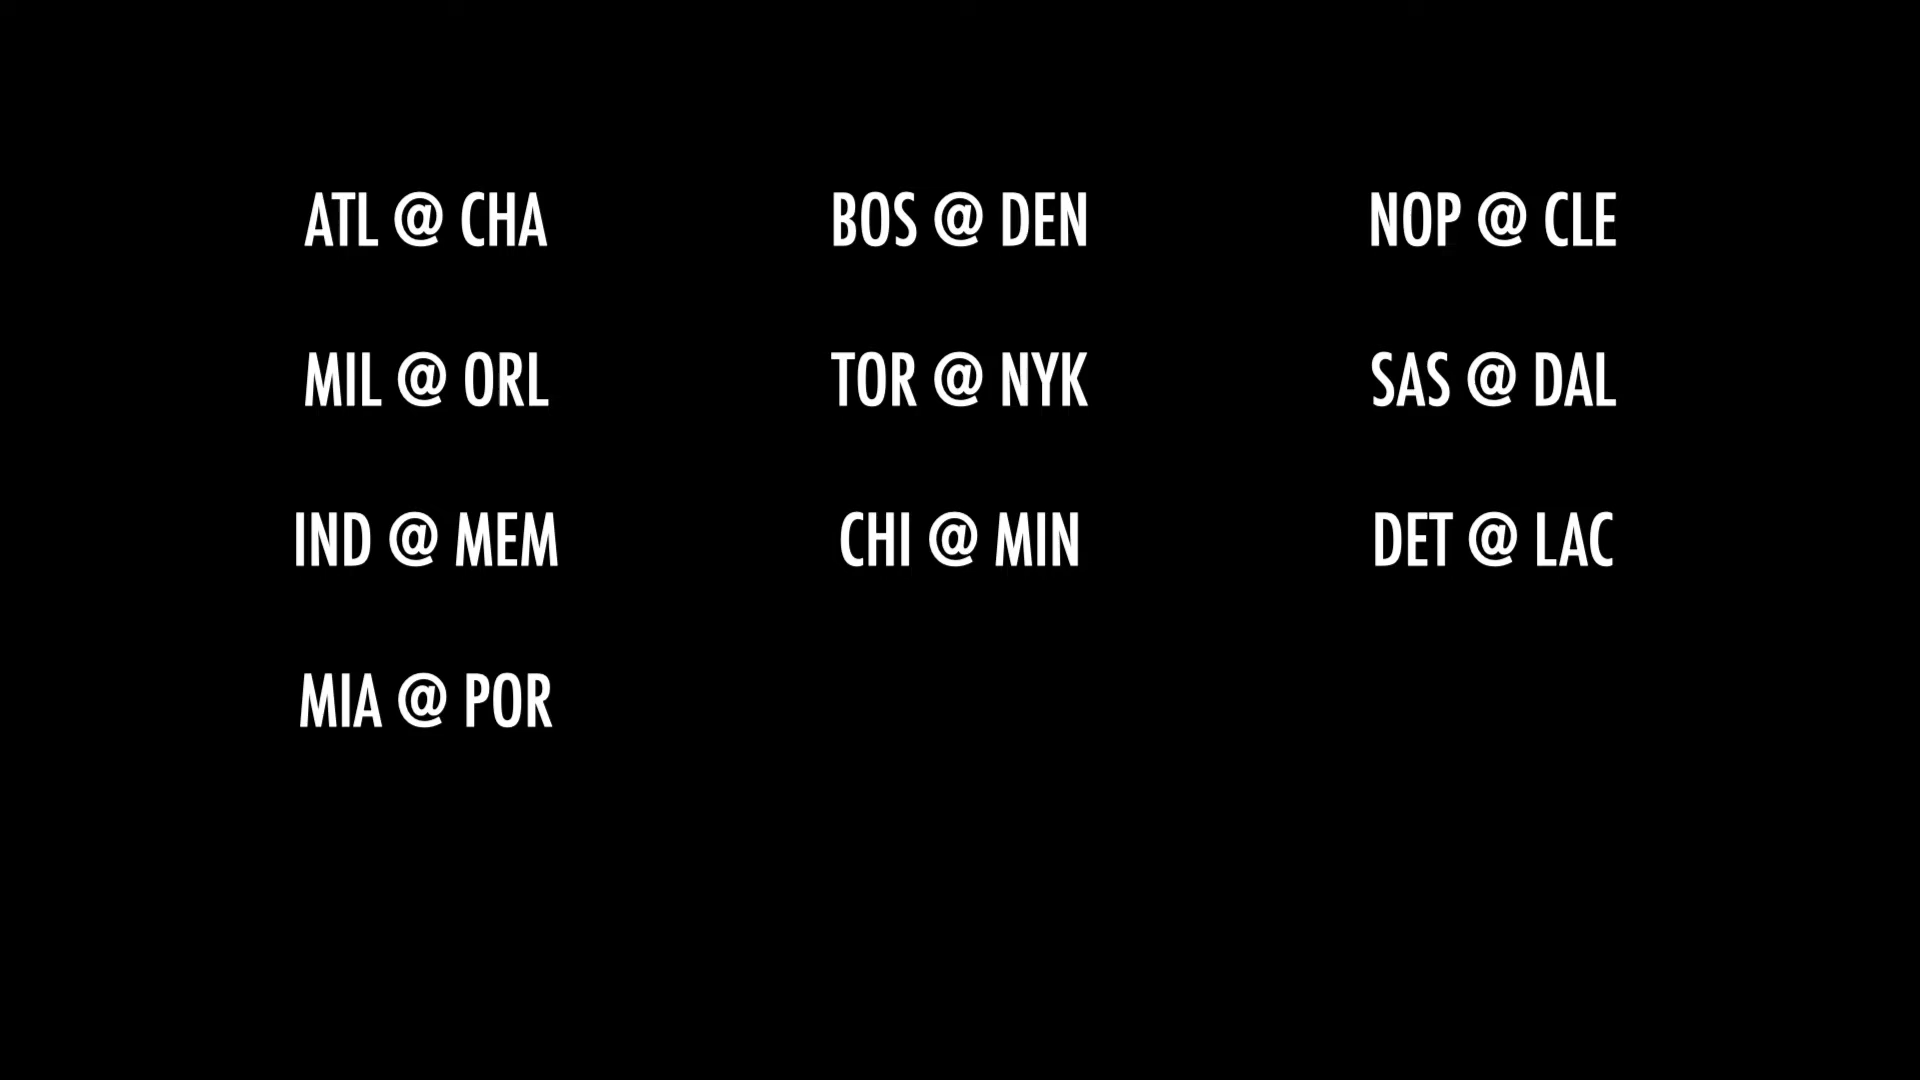 ATL @ CHA
BOS @ DEN
NOP @ CLE
MIL @ ORL
TOR @ NYK
SAS @ DAL
IND @ MEM
CHI @ MIN
DET @ LAC
MIA @ POR